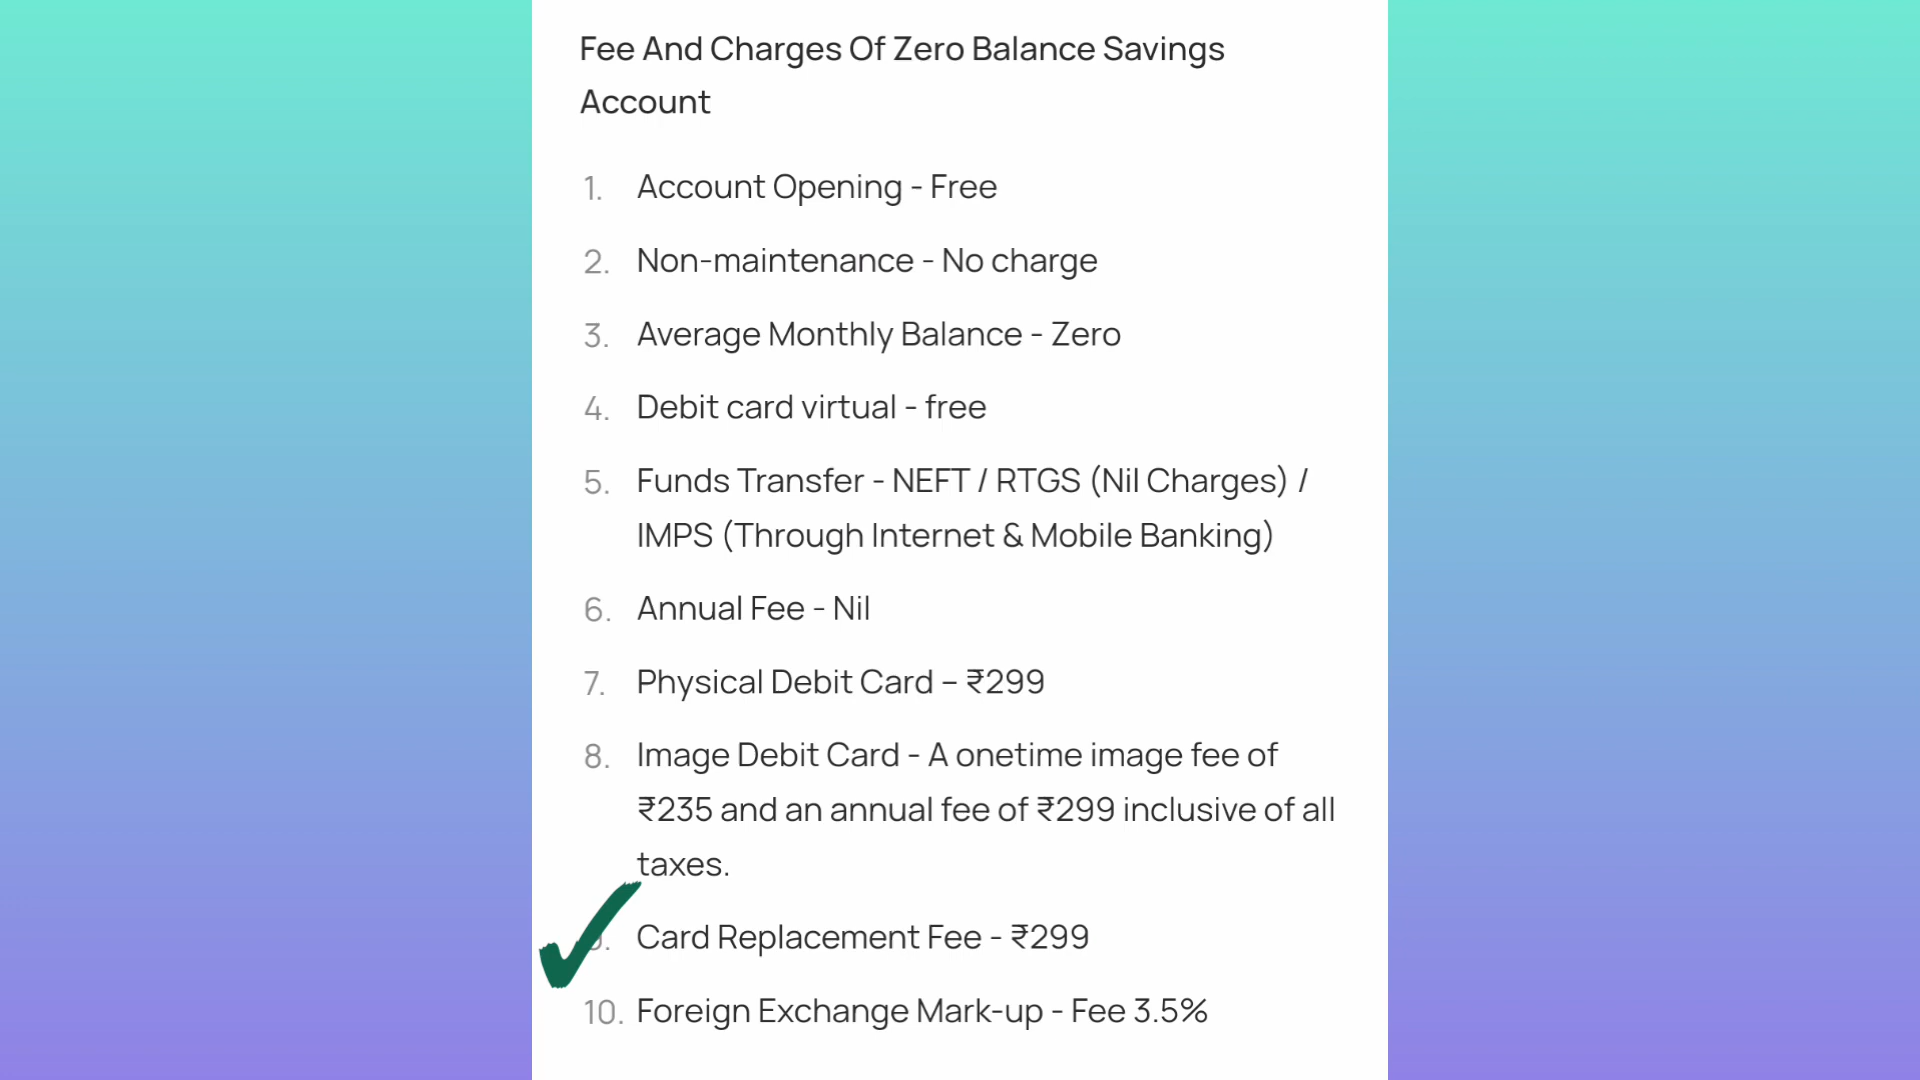 Fee And Charges Of Zero Balance Savings
Account
1. Account Opening - Free
2. Non-maintenance - No charge
3. Average Monthly Balance - Zero
4. Debit card virtual - free
5. Funds Transfer - NEFT / RTGS (Nil Charges) /
IMPS (Through Internet & Mobile Banking)
6. Annual Fee - Nil
7. Physical Debit Card – ₹299
8. Image Debit Card - A onetime image fee of
₹235 and an annual fee of ₹299 inclusive of all
taxes.
Card Replacement Fee - ₹299
10. Foreign Exchange Mark-up - Fee 3.5%